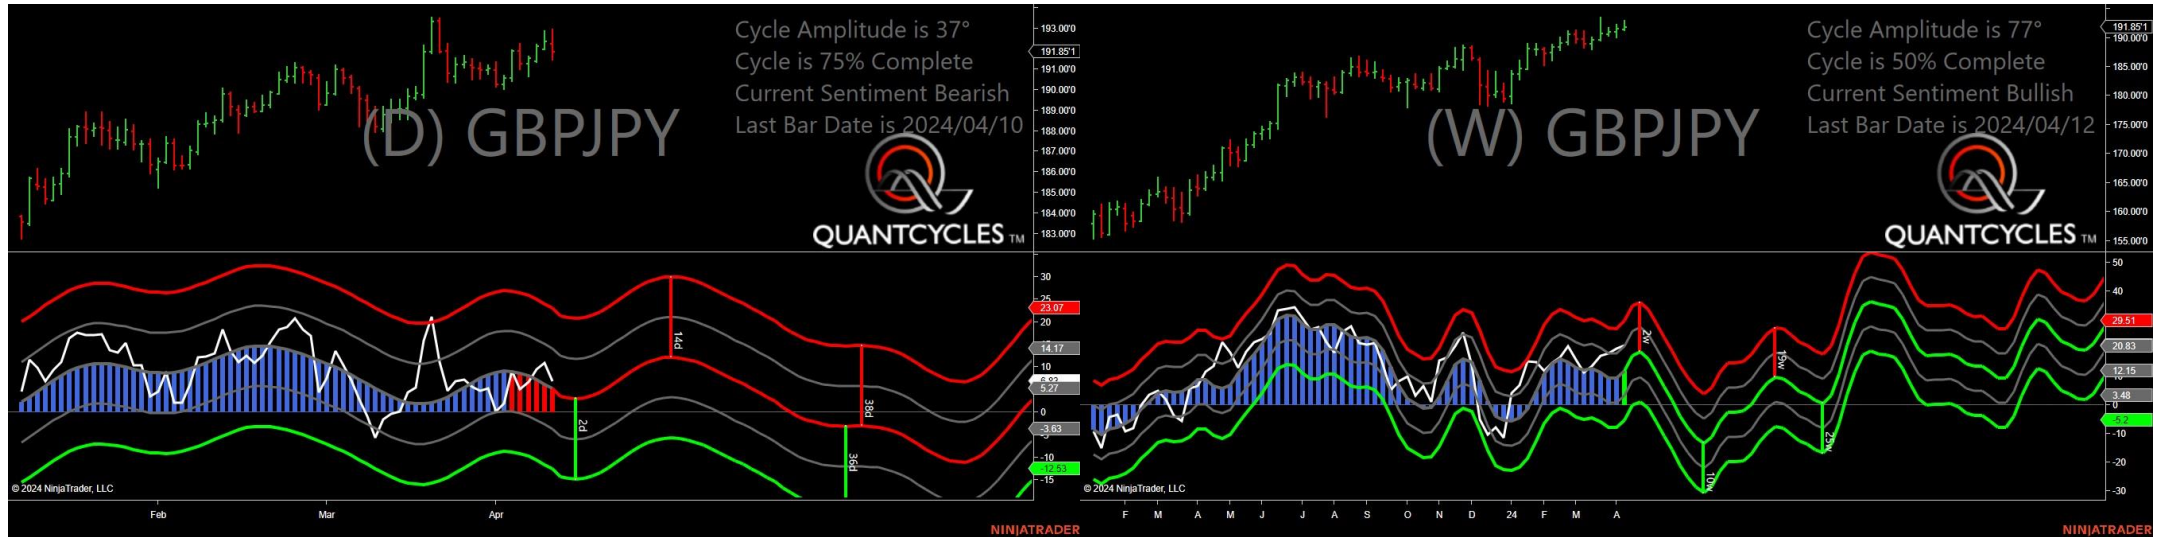 Cycle Amplitude is 37°
Cycle is 75% Complete
Current Sentiment Bearish
Last Bar Date is 2024/04/10
(D) GBPJPY
QUANTCYCLES TM
193.00'0
191.85'1
191.00'0
190.00'0
189.00'0
188.00'0
187.00'0
186.00'0
185.00'0
184.00'0
183.00'0
30
25
23.07
20
14.17
10
5.27
0
-3.63
-10
-12.53
-15
14d
2d
38d
36d
© 2024 NinjaTrader, LLC
Feb Mar Apr
NINJATRADER
Cycle Amplitude is 77°
Cycle is 50% Complete
Current Sentiment Bullish
Last Bar Date is 2024/04/12
(W) GBPJPY
QUANTCYCLES TM
191.85'1
190.00'0
185.00'0
180.00'0
175.00'0
170.00'0
165.00'0
160.00'0
155.00'0
50
40
29.51
20.83
12.15
3.48
0
-5.2
-10
-20
-30
2w
19w
10w
25w
© 2024 NinjaTrader, LLC
F M A M J J A S O N D 24 F M A
NINJATRADER